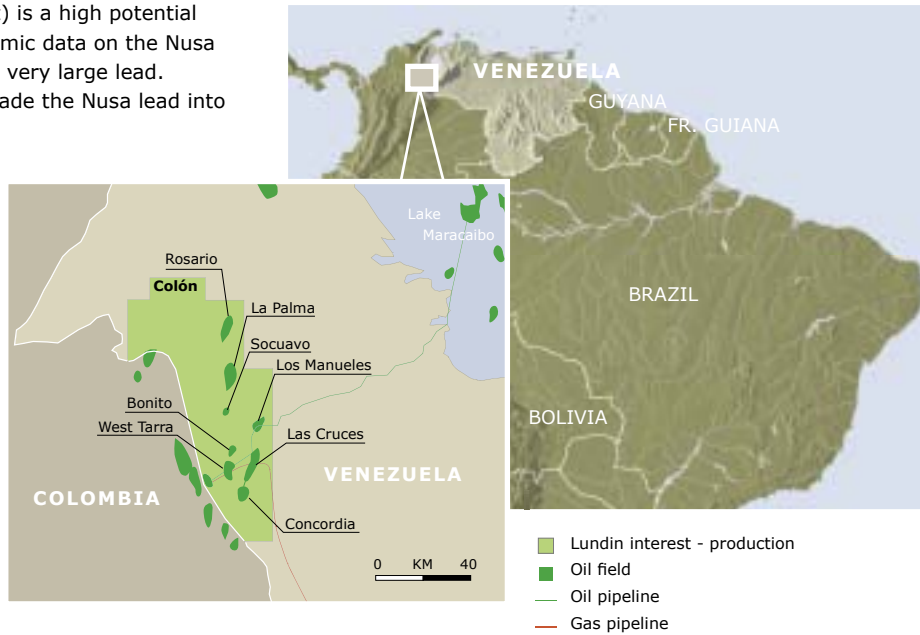 ) is a high potential
mic data on the Nusa
very large lead.
ade the Nusa lead into
VENEZUELA
GUYANA
FR. GUIANA
BRAZIL
BOLIVIA
Lake
Maracaibo
Rosario
Colón
La Palma
Socuavo
Los Manueles
Bonito
West Tarra
Las Cruces
VENEZUELA
COLOMBIA
Concordia
0 KM 40
Lundin interest - production
Oil field
Oil pipeline
Gas pipeline